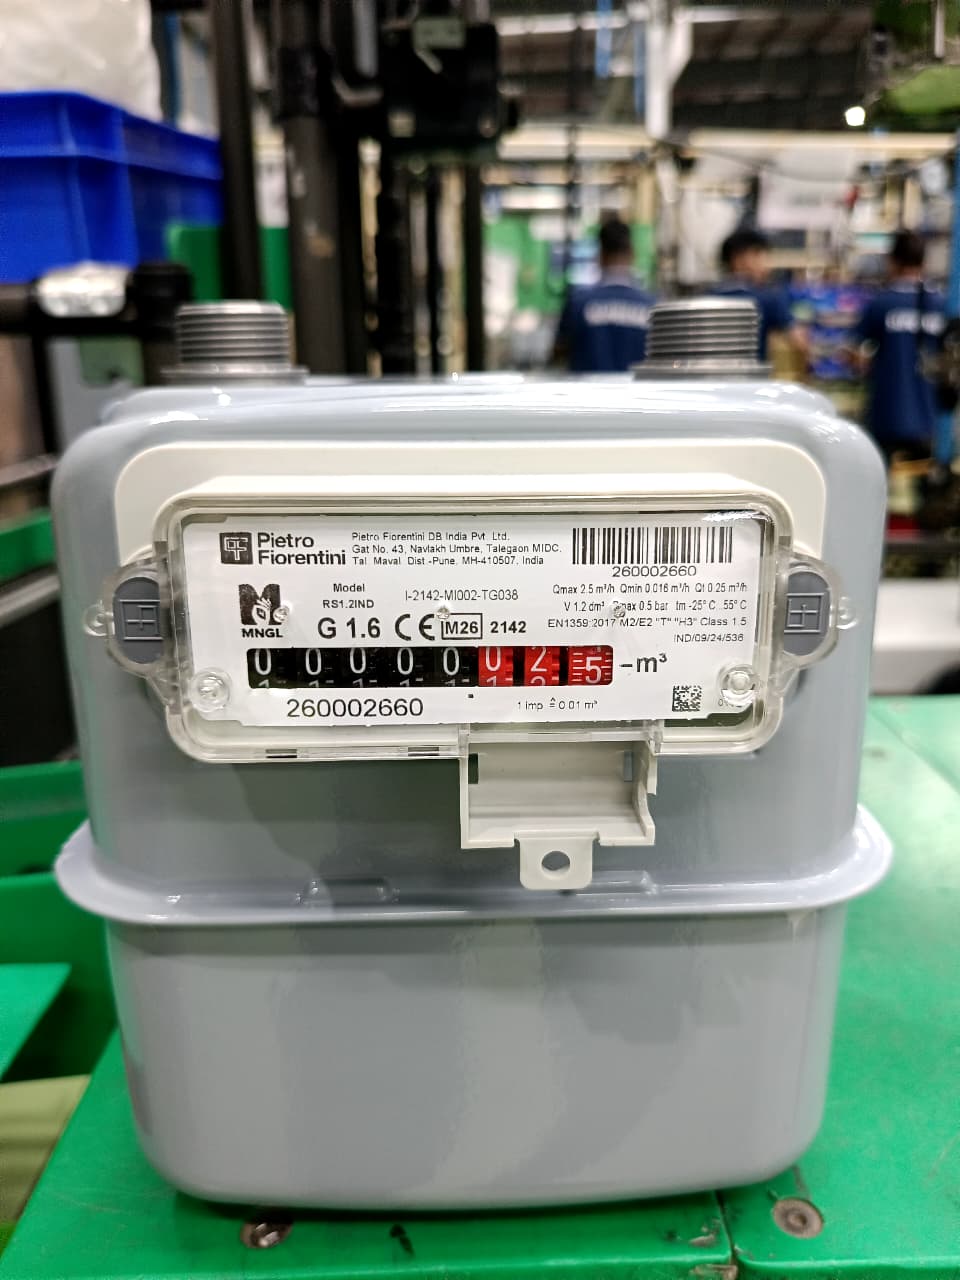 Pietro
Fiorentini
Pietro Fiorentini DB India Pvt. Ltd.
Gat No. 43, Navlakh Umbre, Talegaon MIDC,
Tal. Maval Dist -Pune, MH-410507, India
260002660
Qmax 2.5 m³/h Qmin 0.016 m³/h Qt 0.25 m³/h
V 1.2 dm³ Pmax 0.5 bar tm -25° C...55° C
EN1359:2017 M2/E2 "T" "H3" Class 1.5
IND/09/24/536
MNGL
Model
RS1.2IND
I-2142-MI002-TG038
G 1.6 CE M26 2142
0 0 0 0 0 0 2 5 m³
260002660
1 imp ≙ 0.01 m³